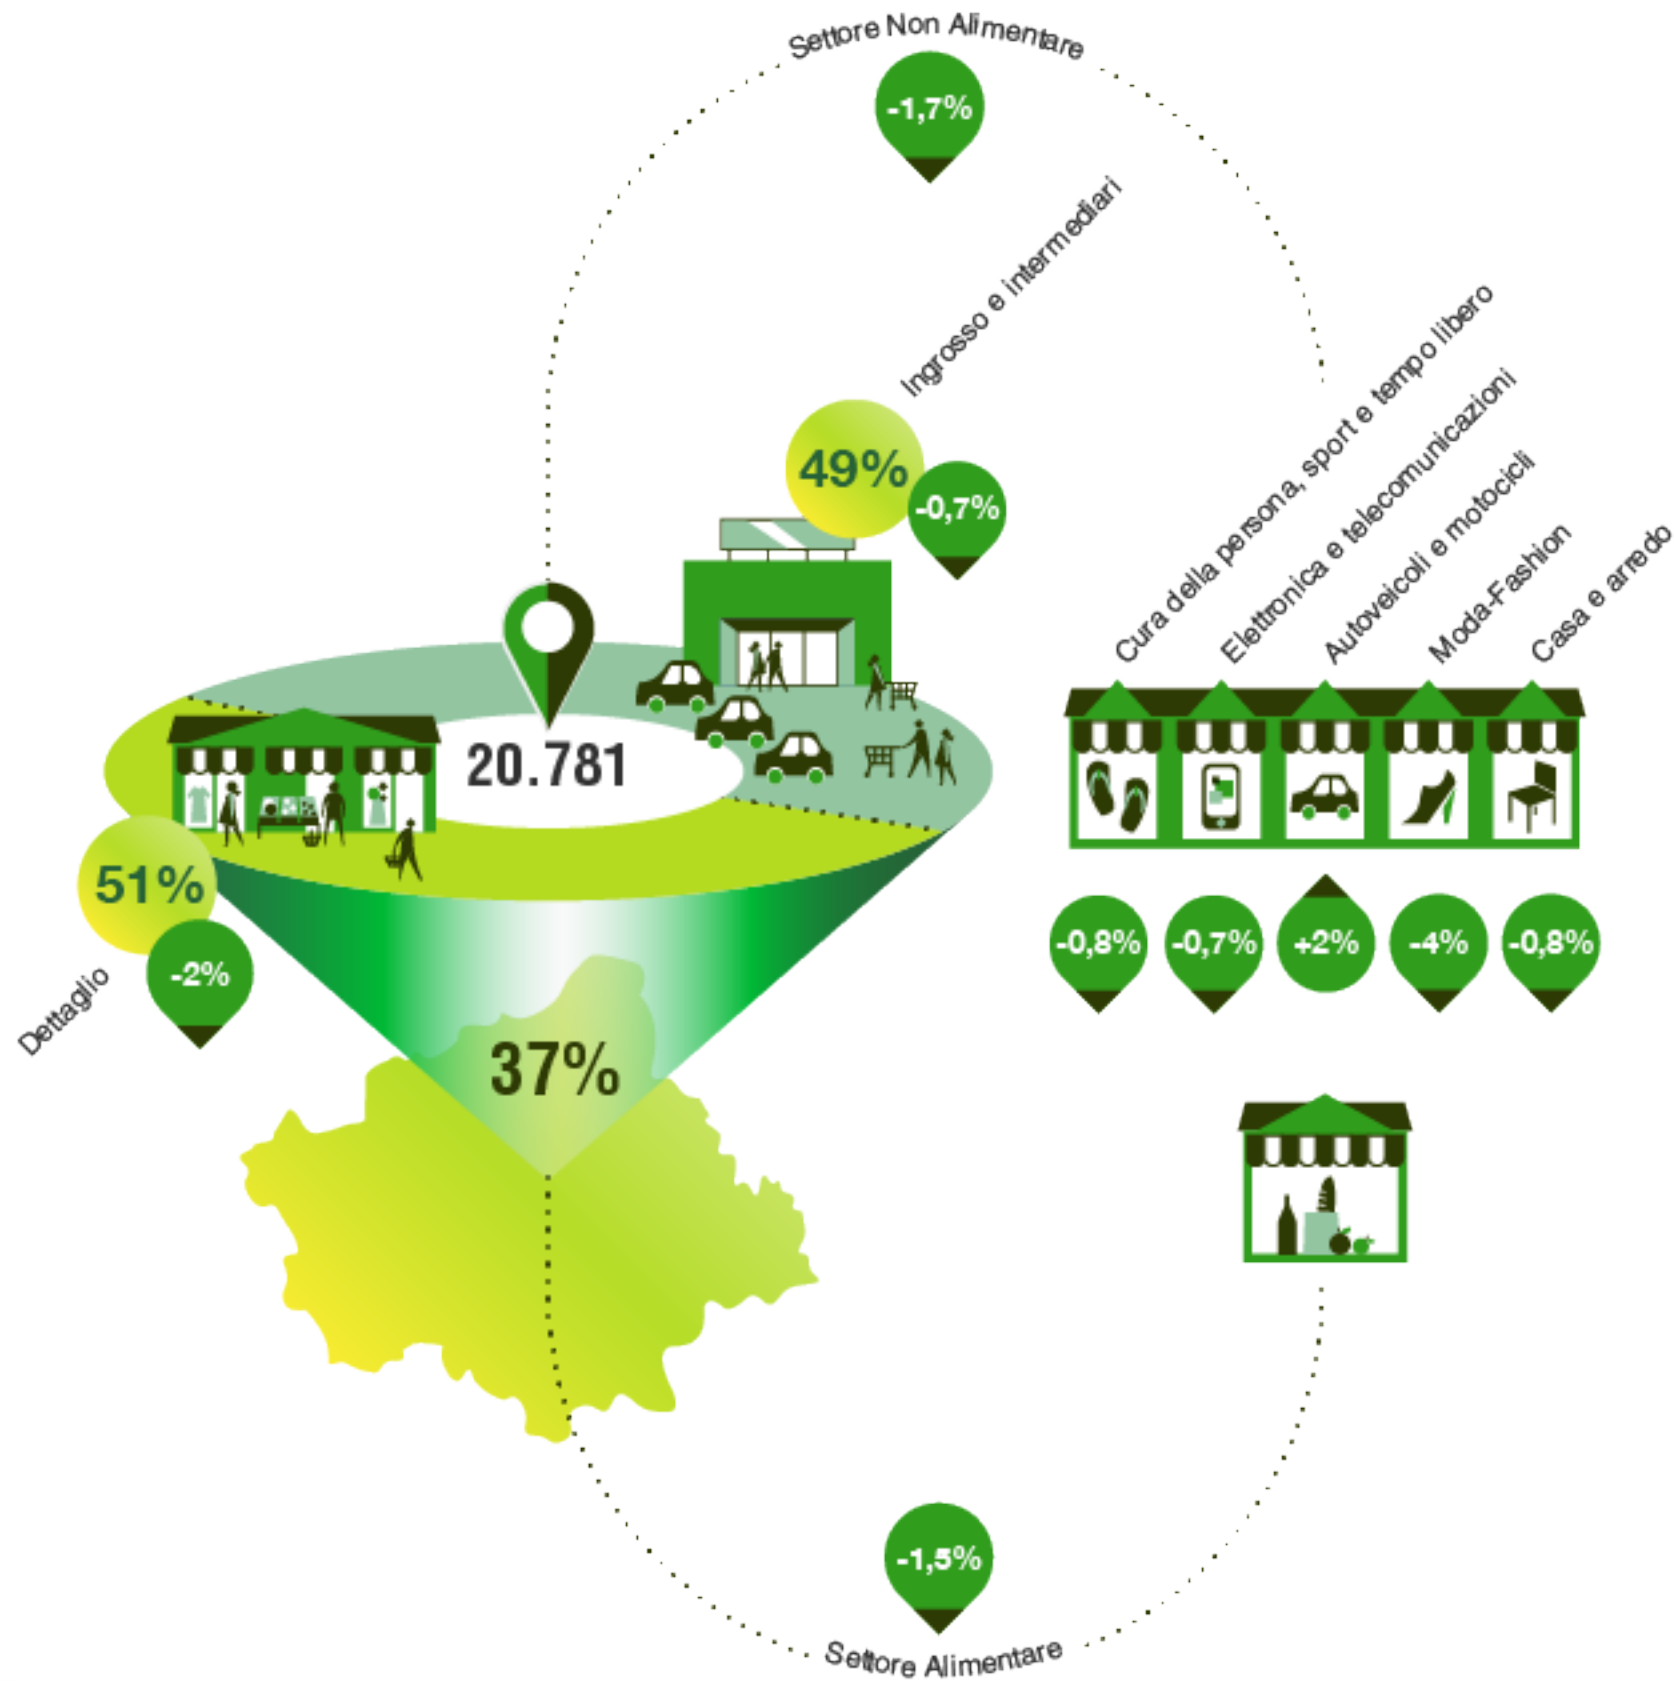 Settore Non Alimentare
-1,7%
Ingrosso e intermediari
49%
-0,7%
Cura della persona, sport e tempo libero
Elettronica e telecomunicazioni
Autoveicoli e motocicli
Moda-Fashion
Casa e arredo
20.781
51%
-2%
Dettaglio
-0,8%
-0,7%
+2%
-4%
-0,8%
37%
-1,5%
Settore Alimentare